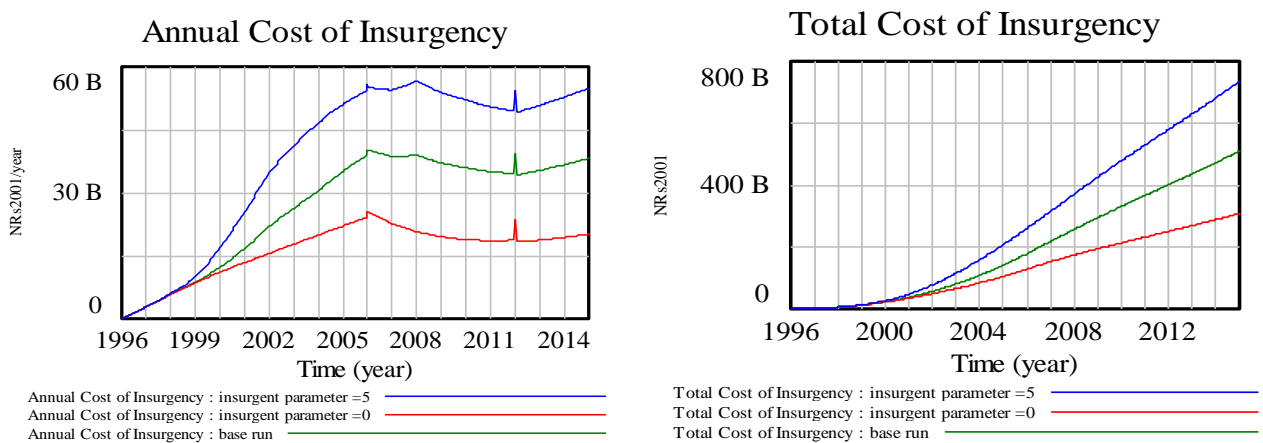 Annual Cost of Insurgency
60 B
30 B
0
NRs2001/year
1996 1999 2002 2005 2008 2011 2014
Time (year)
Annual Cost of Insurgency : insurgent parameter =5
Annual Cost of Insurgency : insurgent parameter =0
Annual Cost of Insurgency : base run
Total Cost of Insurgency
800 B
400 B
0
NRs2001
1996 2000 2004 2008 2012
Time (year)
Total Cost of Insurgency : insurgent parameter =5
Total Cost of Insurgency : insurgent parameter =0
Total Cost of Insurgency : base run